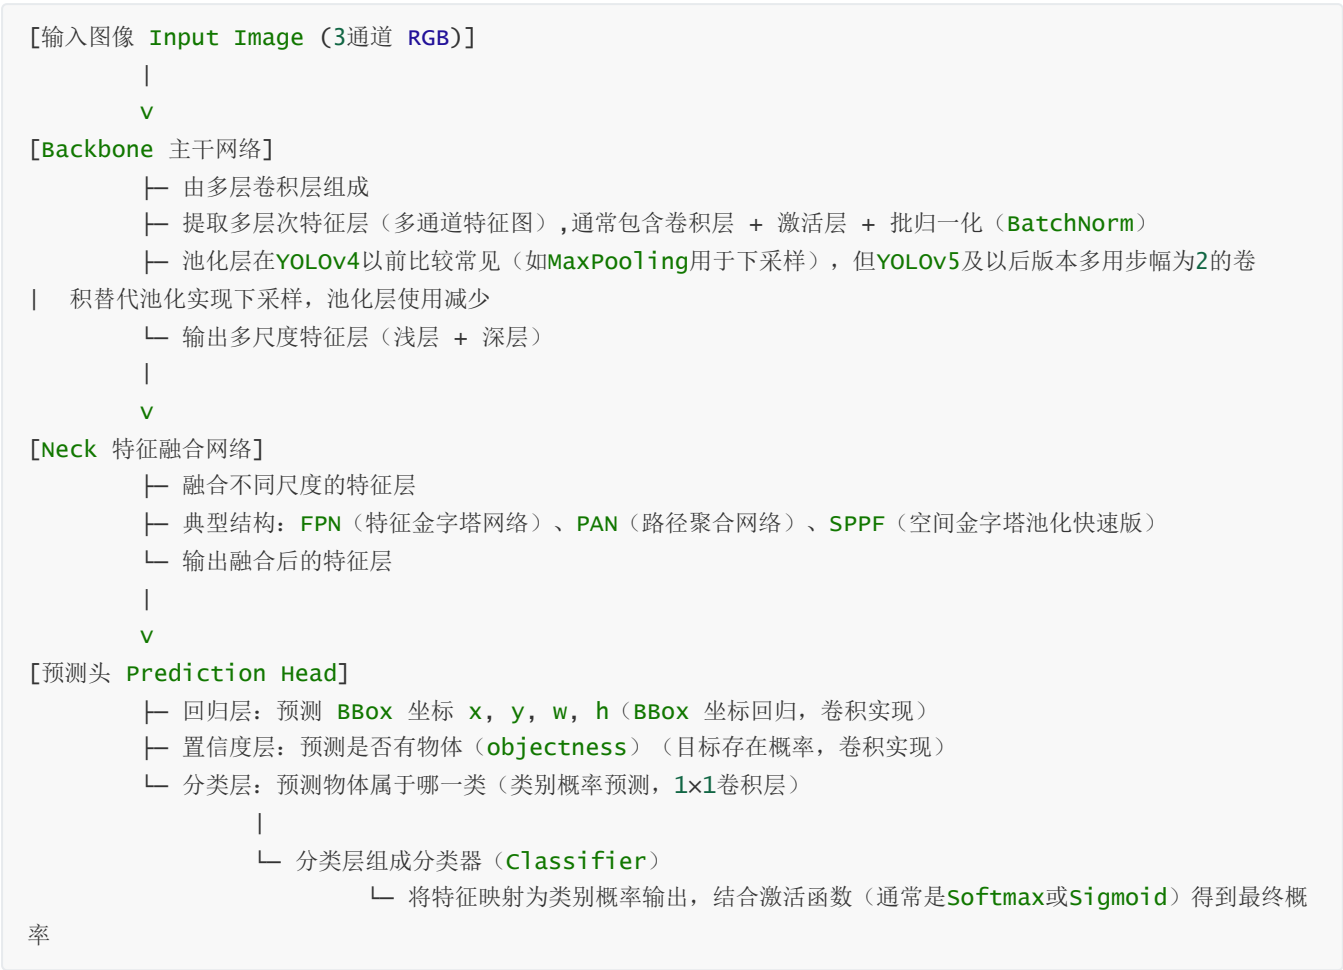 [输入图像 Input Image (3通道 RGB)]
        |
        v
[Backbone 主干网络]
        ├─ 由多层卷积层组成
        ├─ 提取多层次特征层（多通道特征图）,通常包含卷积层 + 激活层 + 批归一化（BatchNorm）
        ├─ 池化层在YOLOv4以前比较常见（如MaxPooling用于下采样），但YOLOv5及以后版本多用步幅为2的卷
|  积替代池化实现下采样，池化层使用减少
        └─ 输出多尺度特征层（浅层 + 深层）
        |
        v
[Neck 特征融合网络]
        ├─ 融合不同尺度的特征层
        ├─ 典型结构：FPN（特征金字塔网络）、PAN（路径聚合网络）、SPPF（空间金字塔池化快速版）
        └─ 输出融合后的特征层
        |
        v
[预测头 Prediction Head]
        ├─ 回归层：预测 BBox 坐标 x, y, w, h（BBox 坐标回归，卷积实现）
        ├─ 置信度层：预测是否有物体（objectness）（目标存在概率，卷积实现）
        └─ 分类层：预测物体属于哪一类（类别概率预测，1×1卷积层）
                |
                └─ 分类层组成分类器（Classifier）
                        └─ 将特征映射为类别概率输出，结合激活函数（通常是Softmax或Sigmoid）得到最终概
率